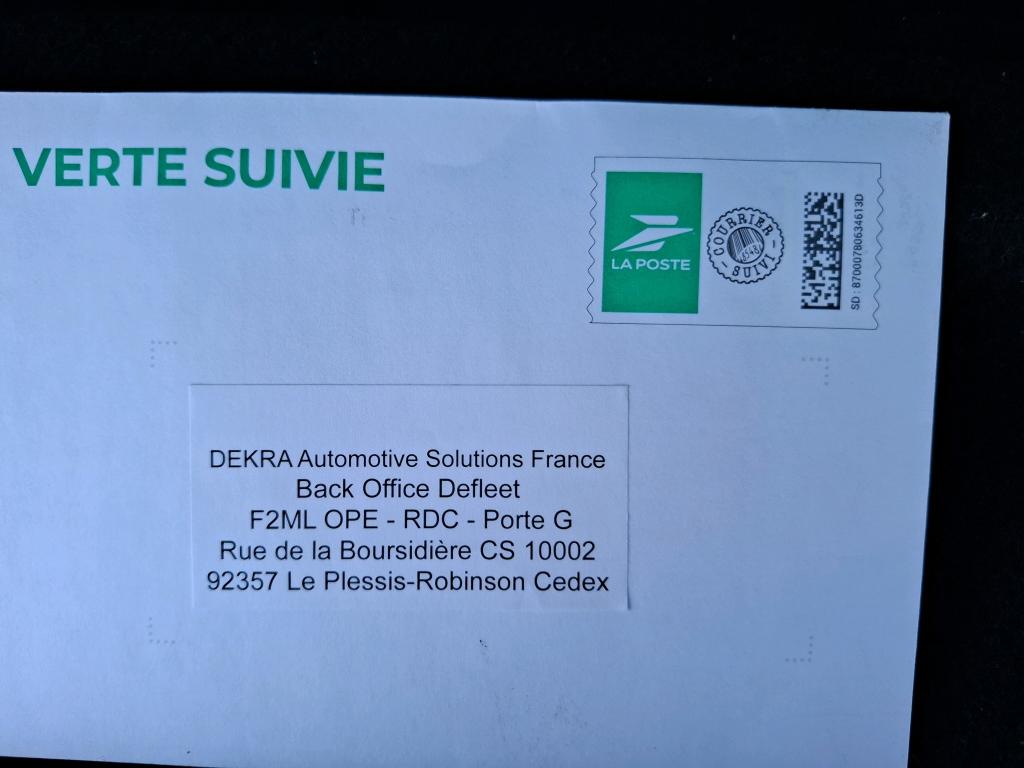 VERTE SUIVIE
LA POSTE
COURRIER
SUIVI
SD : 87000780634613D
DEKRA Automotive Solutions France
Back Office Defleet
F2ML OPE - RDC - Porte G
Rue de la Boursidière CS 10002
92357 Le Plessis-Robinson Cedex